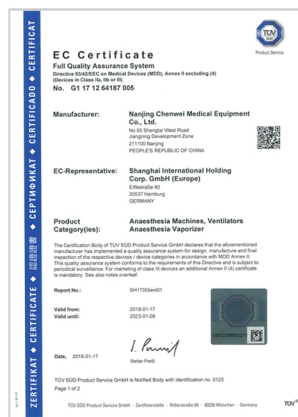 TÜV
SÜD
Product Service
EC Certificate
Full Quality Assurance System
Directive 93/42/EEC on Medical Devices (MDD), Annex II excluding (4)
(Devices in Class IIa, IIb or III)
No. G1 17 12 64187 005
Manufacturer: Nanjing Chenwei Medical Equipment
Co., Ltd.
No 93 Shengtai West Road
Jiangning Development Zone
211100 Nanjing
PEOPLE'S REPUBLIC OF CHINA
EC-Representative: Shanghai International Holding
Corp. GmbH (Europe)
Eiffestraße 80
20537 Hamburg
GERMANY
Product Anaesthesia Machines, Ventilators
Category(ies): Anaesthesia Vaporizer
The Certification Body of TÜV SÜD Product Service GmbH declares that the aforementioned
manufacturer has implemented a quality assurance system for design, manufacture and final
inspection of the respective devices / device categories in accordance with MDD Annex II.
This quality assurance system conforms to the requirements of this Directive and is subject to
periodical surveillance. For marketing of class III devices an additional Annex II (4) certificate
is mandatory. See also notes overleaf.
Report No.: SH17355ext01
Valid from: 2018-01-17
Valid until: 2023-01-08
Date, 2018-01-17
Stefan Preiß
TÜV SÜD Product Service GmbH is Notified Body with identification no. 0123
Page 1 of 2
TÜV SÜD Product Service GmbH · Zertifizierstelle · Ridlerstraße 65 · 80339 München · Germany
TÜV®
ZERTIFIKAT ◆ CERTIFICATE ◆ 認證證書 ◆ СЕРТИФИКАТ ◆ CERTIFICADO ◆ CERTIFICAT